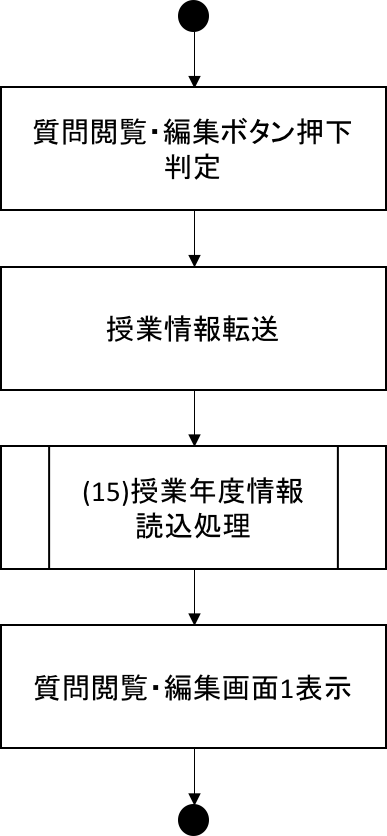 質問閲覧・編集ボタン押下
判定
授業情報転送
(15)授業年度情報
読込処理
質問閲覧・編集画面1表示